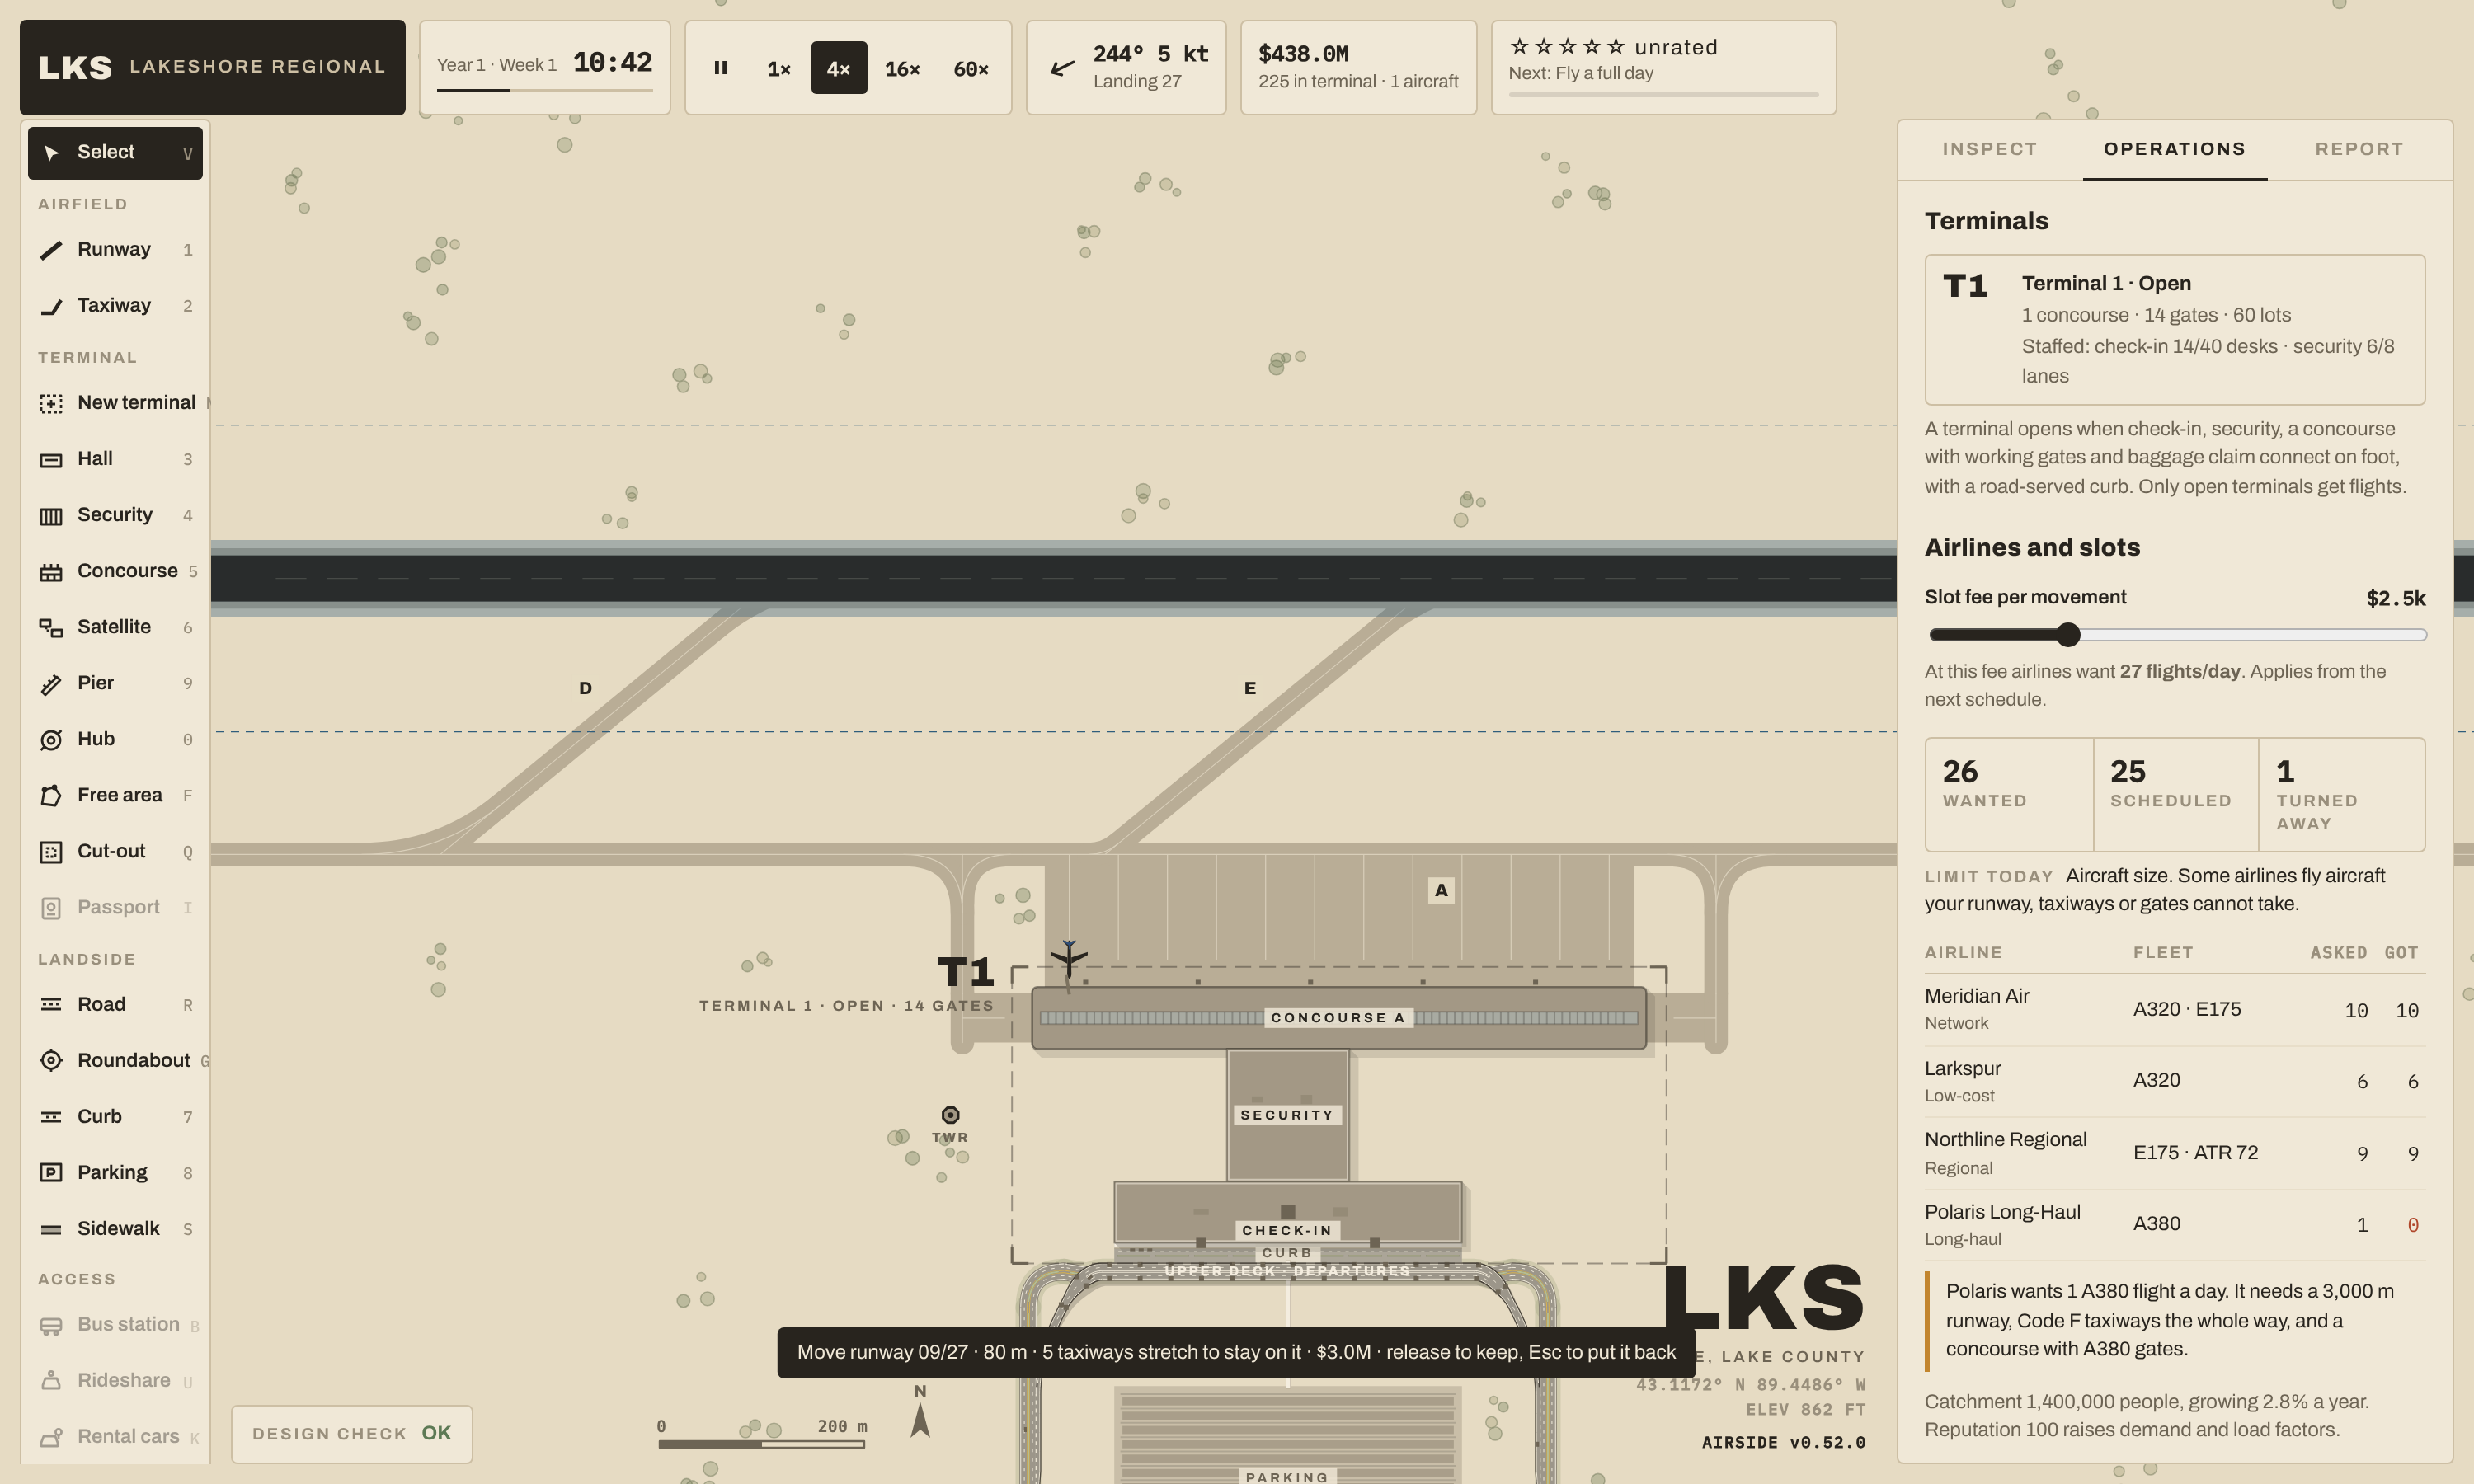 LKS LAKESHORE REGIONAL
Year 1 · Week 1 10:42
1× 4× 16× 60×
244° 5 kt
Landing 27
$438.0M
225 in terminal · 1 aircraft
☆☆☆☆☆ unrated
Next: Fly a full day
Select V
AIRFIELD
Runway 1
Taxiway 2
TERMINAL
New terminal
Hall 3
Security 4
Concourse 5
Satellite 6
Pier 9
Hub 0
Free area F
Cut-out Q
Passport I
LANDSIDE
Road R
Roundabout G
Curb 7
Parking 8
Sidewalk S
ACCESS
Bus station B
Rideshare U
Rental cars K
D
E
A
T1
TERMINAL 1 · OPEN · 14 GATES
CONCOURSE A
SECURITY
TWR
CHECK-IN
CURB
UPPER DECK · DEPARTURES
LKS
Move runway 09/27 · 80 m · 5 taxiways stretch to stay on it · $3.0M · release to keep, Esc to put it back
E, LAKE COUNTY
43.1172° N 89.4486° W
ELEV 862 FT
AIRSIDE v0.52.0
N
0 200 m
DESIGN CHECK OK
PARKING
INSPECT OPERATIONS REPORT
Terminals
T1
Terminal 1 · Open
1 concourse · 14 gates · 60 lots
Staffed: check-in 14/40 desks · security 6/8
lanes
A terminal opens when check-in, security, a concourse
with working gates and baggage claim connect on foot,
with a road-served curb. Only open terminals get flights.
Airlines and slots
Slot fee per movement $2.5k
At this fee airlines want 27 flights/day. Applies from the
next schedule.
26 WANTED
25 SCHEDULED
1 TURNED AWAY
LIMIT TODAY Aircraft size. Some airlines fly aircraft
your runway, taxiways or gates cannot take.
AIRLINE FLEET ASKED GOT
Meridian Air A320 · E175 10 10
Network
Larkspur A320 6 6
Low-cost
Northline Regional E175 · ATR 72 9 9
Regional
Polaris Long-Haul A380 1 0
Long-haul
Polaris wants 1 A380 flight a day. It needs a 3,000 m
runway, Code F taxiways the whole way, and a
concourse with A380 gates.
Catchment 1,400,000 people, growing 2.8% a year.
Reputation 100 raises demand and load factors.